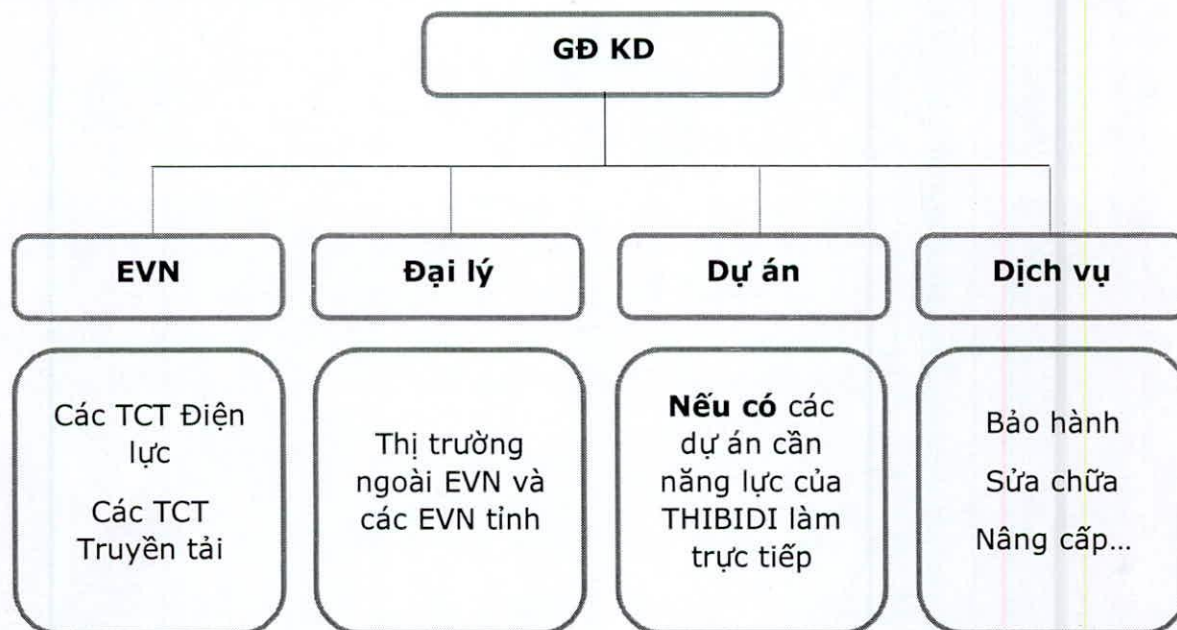 GĐ KD
EVN
Đại lý
Dự án
Dịch vụ
Các TCT Điện
lực
Các TCT
Truyền tải
Thị trường
ngoài EVN và
các EVN tỉnh
Nếu có các
dự án cần
năng lực của
THIBIDI làm
trực tiếp
Bảo hành
Sửa chữa
Nâng cấp...